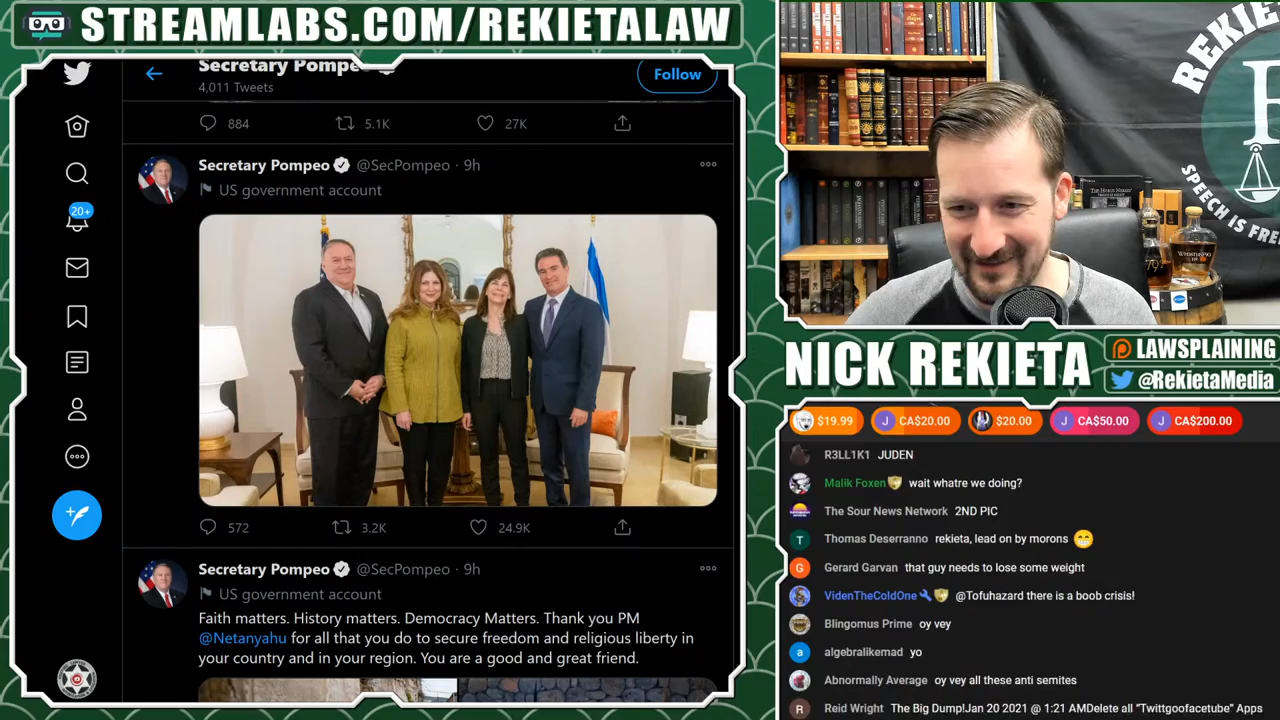 STREAMLABS.COM/REKIETALAW
Secretary Pompeo
4,011 Tweets
Follow
884
5.1K
27K
Secretary Pompeo @SecPompeo · 9h
US government account
572
3.2K
24.9K
Secretary Pompeo @SecPompeo · 9h
US government account
Faith matters. History matters. Democracy Matters. Thank you PM
@Netanyahu for all that you do to secure freedom and religious liberty in
your country and in your region. You are a good and great friend.
20+
REKIE
SPEECH IS FRE
NICK REKIETA
LAWSPLAINING
@RekietaMedia
$19.99
CA$20.00
$20.00
CA$50.00
CA$200.00
R3LL1K1 JUDEN
Malik Foxen wait whatre we doing?
The Sour News Network 2ND PIC
Thomas Deserranno rekieta, lead on by morons
Gerard Garvan that guy needs to lose some weight
VidenTheColdOne @Tofuhazard there is a boob crisis!
Blingomus Prime oy vey
algebralikemad yo
Abnormally Average oy vey all these anti semites
Reid Wright The Big Dump!Jan 20 2021 @ 1:21 AMDelete all "Twittgoofacetube" Apps